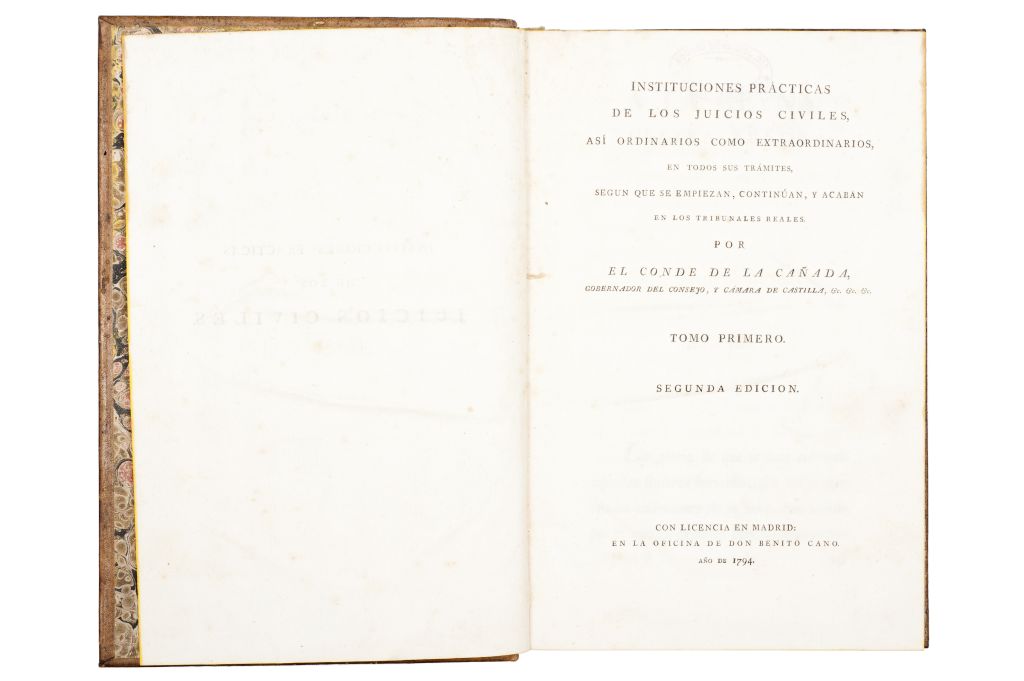 INSTITUCIONES PRÁCTICAS
DE LOS JUICIOS CIVILES,
ASÍ ORDINARIOS COMO EXTRAORDINARIOS,
EN TODOS SUS TRÁMITES,
SEGUN QUE SE EMPIEZAN, CONTINÚAN, Y ACABAN
EN LOS TRIBUNALES REALES.
POR
EL CONDE DE LA CAÑADA,
GOBERNADOR DEL CONSEJO, Y CÁMARA DE CASTILLA, &c. &c. &c.
TOMO PRIMERO.
SEGUNDA EDICION.
CON LICENCIA EN MADRID:
EN LA OFICINA DE DON BENITO CANO.
AÑO DE 1794.